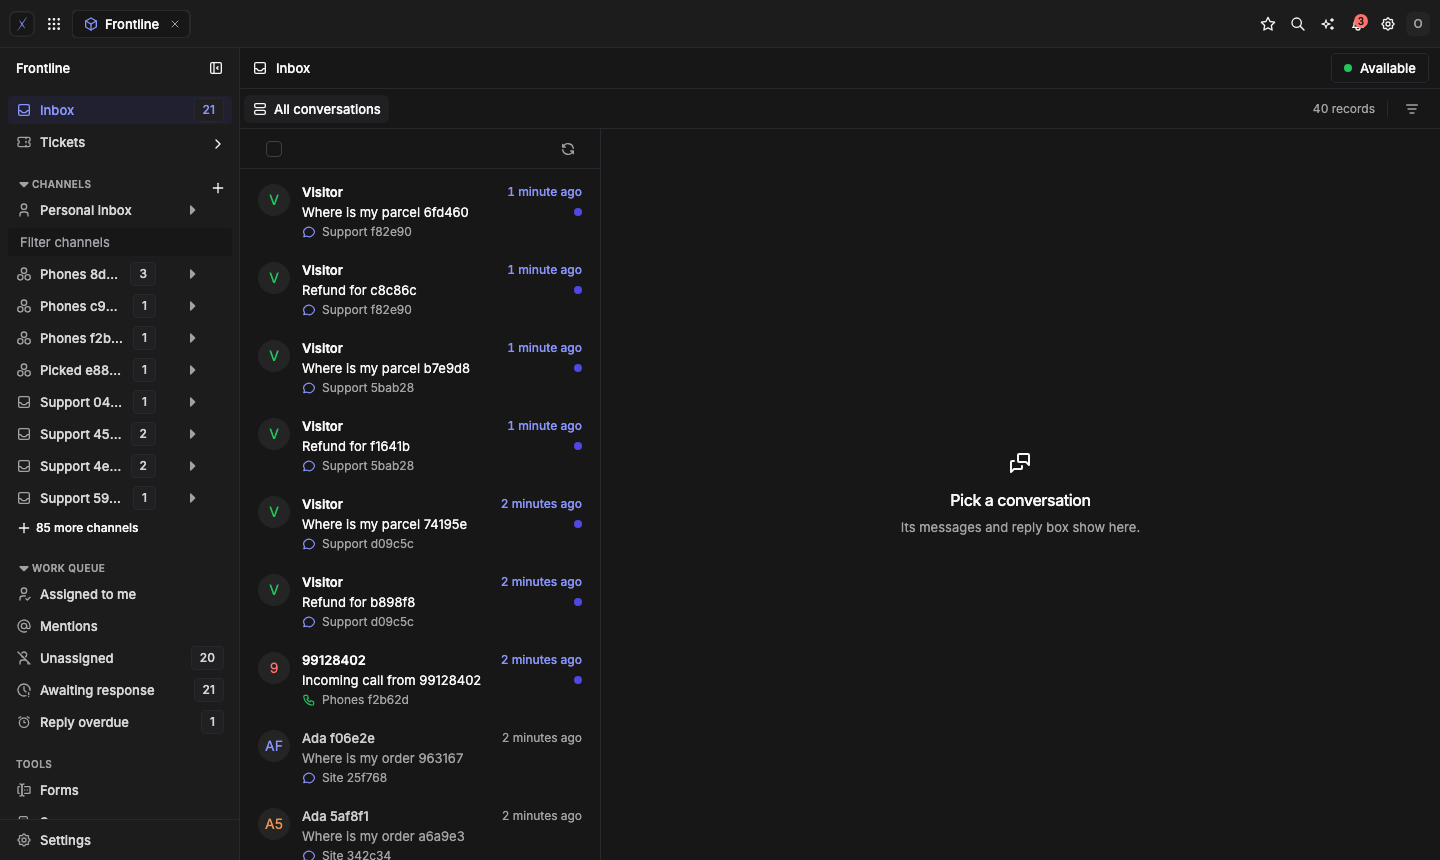 Frontline
3
O
Frontline
Inbox
Available
Inbox 21
All conversations
40 records
Tickets
CHANNELS
Personal inbox
Filter channels
Phones 8d... 3
Phones c9... 1
Phones f2b... 1
Picked e88... 1
Support 04... 1
Support 45... 2
Support 4e... 2
Support 59... 1
85 more channels
WORK QUEUE
Assigned to me
Mentions
Unassigned 20
Awaiting response 21
Reply overdue 1
TOOLS
Forms
Settings
V
Visitor 1 minute ago
Where is my parcel 6fd460
Support f82e90
V
Visitor 1 minute ago
Refund for c8c86c
Support f82e90
V
Visitor 1 minute ago
Where is my parcel b7e9d8
Support 5bab28
V
Visitor 1 minute ago
Refund for f1641b
Support 5bab28
V
Visitor 2 minutes ago
Where is my parcel 74195e
Support d09c5c
V
Visitor 2 minutes ago
Refund for b898f8
Support d09c5c
9
99128402 2 minutes ago
Incoming call from 99128402
Phones f2b62d
AF
Ada f06e2e 2 minutes ago
Where is my order 963167
Site 25f768
A5
Ada 5af8f1 2 minutes ago
Where is my order a6a9e3
Site 342c34
Pick a conversation
Its messages and reply box show here.